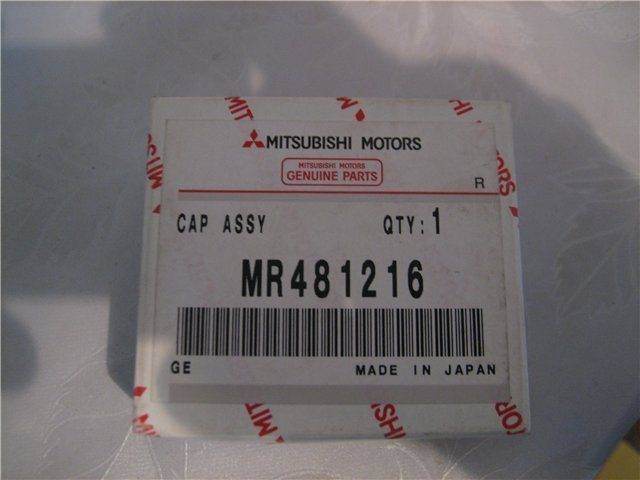 MITSUBISHI MOTORS
MITSUBISHI MOTORS
GENUINE PARTS
R
CAP ASSY QTY: 1
MR481216
GE MADE IN JAPAN